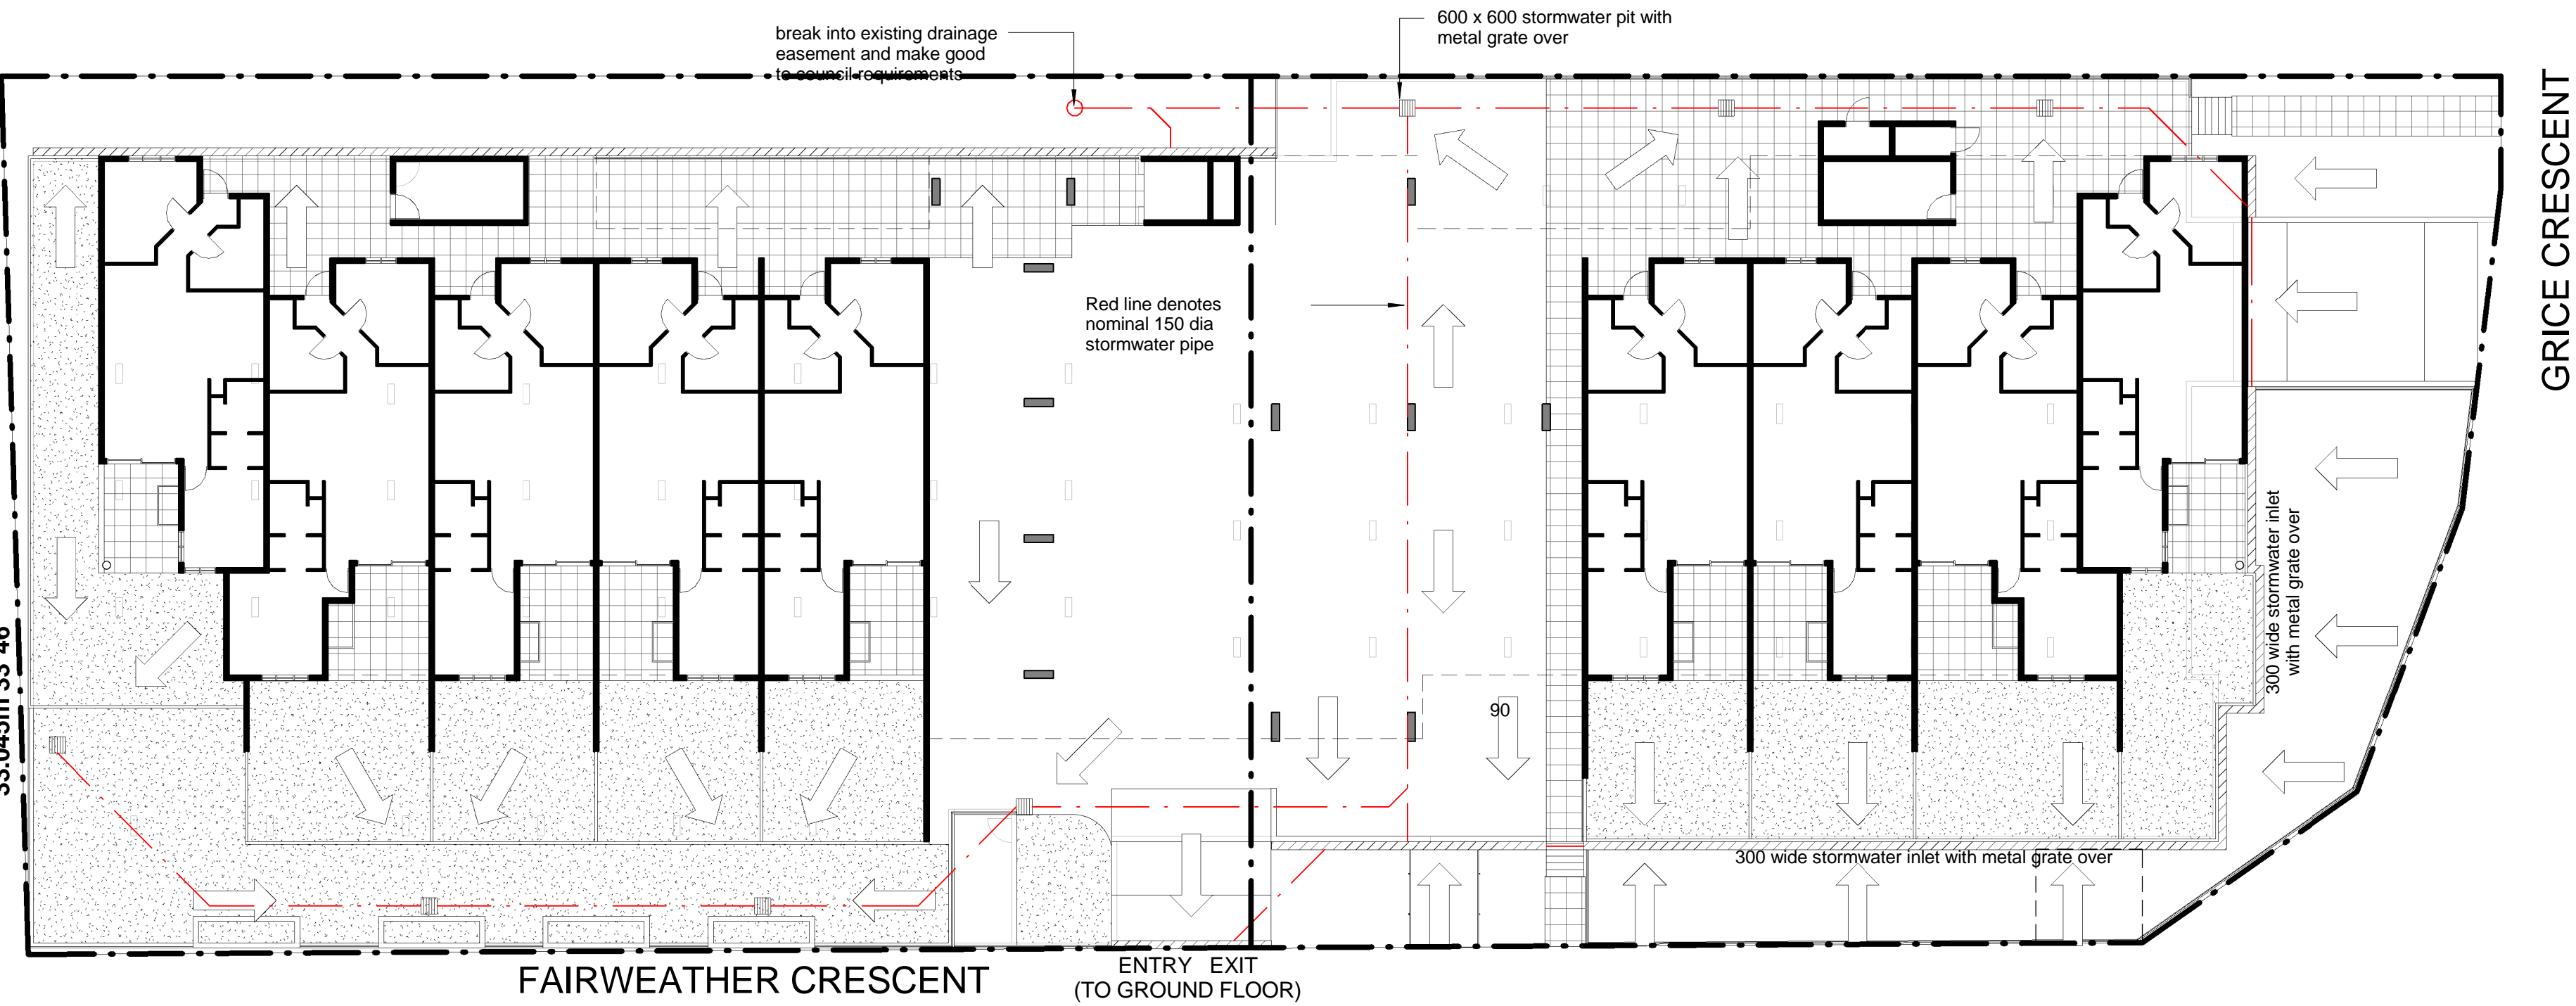 break into existing drainage
easement and make good
to council requirements
600 x 600 stormwater pit with
metal grate over
GRICE CRESCENT
Red line denotes
nominal 150 dia
stormwater pipe
300 wide stormwater inlet
with metal grate over
90
300 wide stormwater inlet with metal grate over
FAIRWEATHER CRESCENT
ENTRY EXIT
(TO GROUND FLOOR)